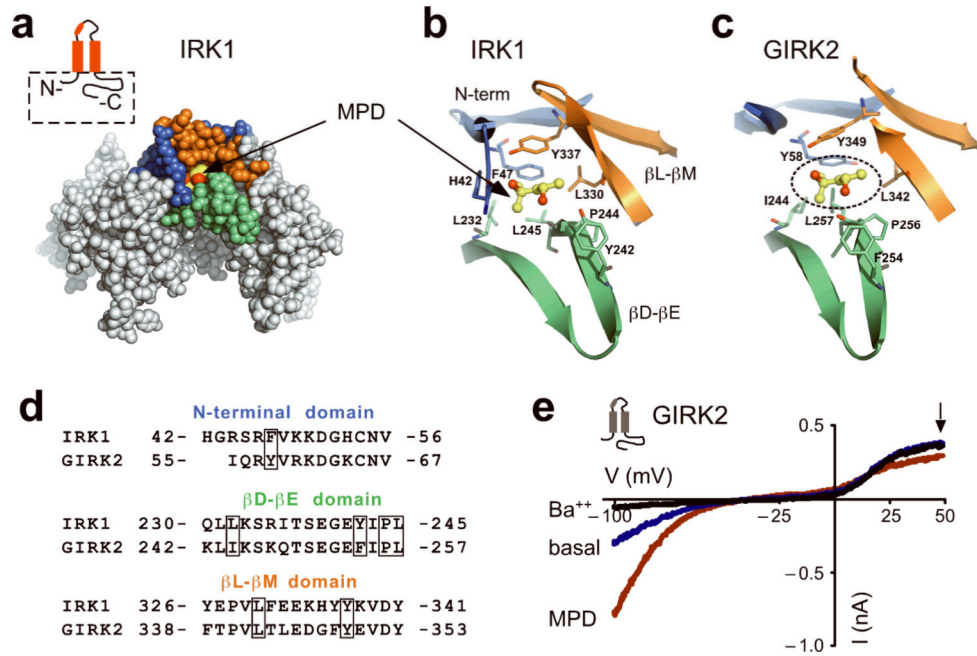 a
IRK1
N-
-C
MPD
b
IRK1
N-term
Y337
βL-βM
H42
F47
L330
L232
P244
L245
Y242
βD-βE
c
GIRK2
Y349
Y58
I244
L342
L257
P256
F254
d
N-terminal domain
IRK1 42- HGRSRFVKKDGHCNV -56
GIRK2 55- IQRYVRKDGKCNV -67
βD-βE domain
IRK1 230- QLLKSRITSEGEYIPL -245
GIRK2 242- KLIKSKQTSEGEFIPL -257
βL-βM domain
IRK1 326- YEPVLFEEKHYYKVDY -341
GIRK2 338- FTPVLTLEDGFYEVDY -353
e
GIRK2
0.5
V (mV)
Ba++
-100
-25
25
50
basal
-0.5
MPD
I (nA)
-1.0